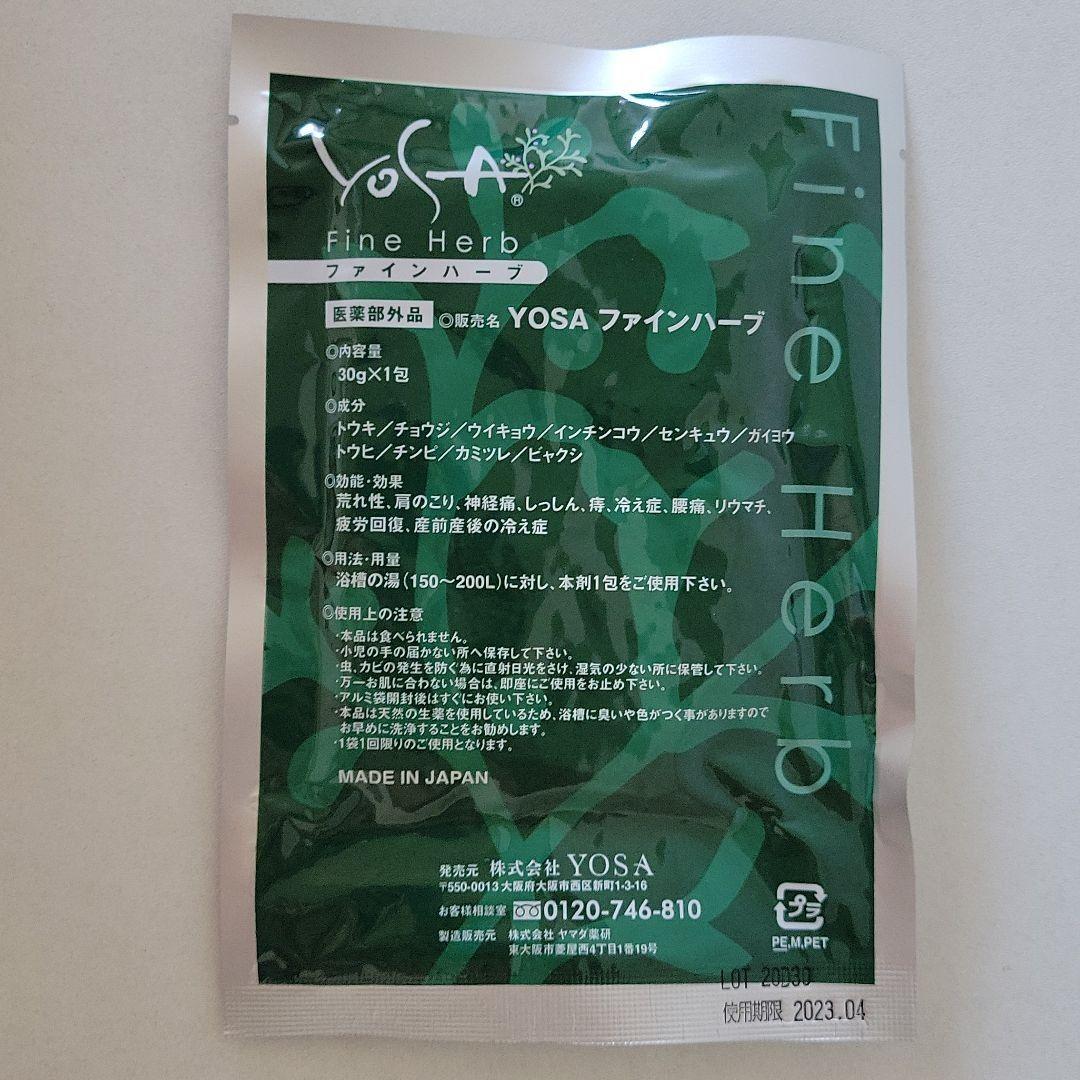 YOSA®
Fine Herb
ファインハーブ
医薬部外品 ◎販売名 YOSA ファインハーブ
◎内容量
30g×1包
◎成分
トウキ／チョウジ／ウイキョウ／インチンコウ／センキュウ／ガイヨウ
トウヒ／チンピ／カミツレ／ビャクシ
◎効能・効果
荒れ性、肩のこり、神経痛、しっしん、痔、冷え症、腰痛、リウマチ、
疲労回復、産前産後の冷え症
◎用法・用量
浴槽の湯（150〜200L）に対し、本剤1包をご使用下さい。
◎使用上の注意
・本品は食べられません。
・小児の手の届かない所へ保存して下さい。
・虫、カビの発生を防ぐ為に直射日光をさけ、湿気の少ない所に保管して下さい。
・万一お肌に合わない場合は、即座にご使用をお止め下さい。
・アルミ袋開封後はすぐにお使い下さい。
・本品は天然の生薬を使用しているため、浴槽に臭いや色がつく事がありますので
お早めに洗浄することをお勧めします。
・1袋1回限りのご使用となります。
MADE IN JAPAN
発売元 株式会社 YOSA
〒550-0013 大阪府大阪市西区新町1-3-16
お客様相談室 0120-746-810
製造販売元 株式会社 ヤマダ薬研
東大阪市菱屋西4丁目1番19号
プラ
PE,M,PET
LOT 20D30
使用期限 2023.04
Fine Herb